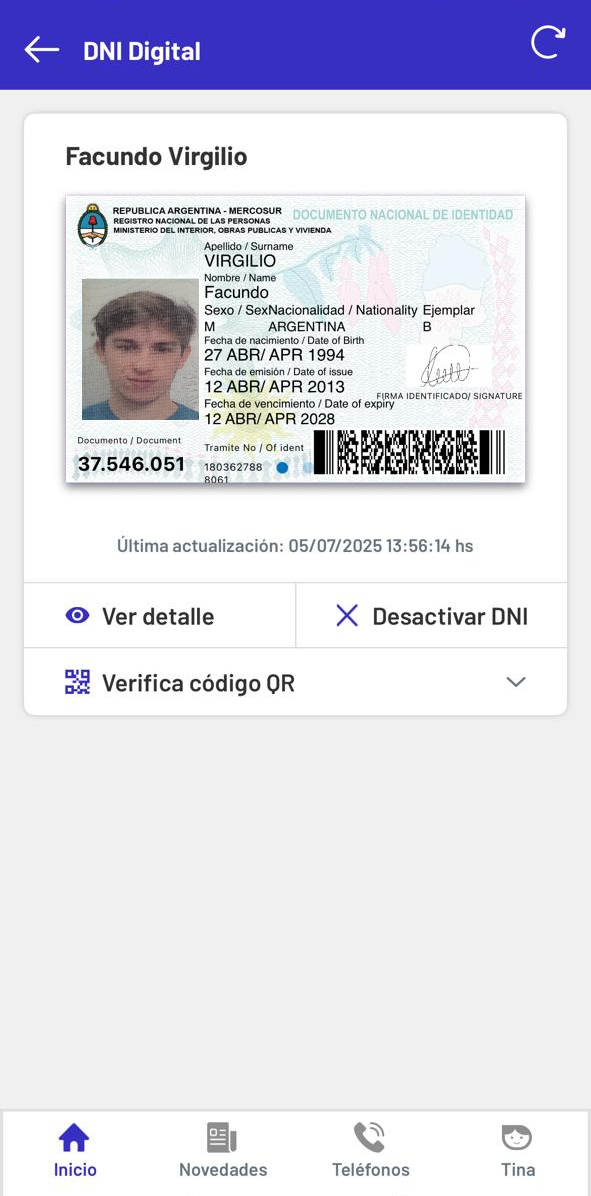 DNI Digital
Facundo Virgilio
REPUBLICA ARGENTINA - MERCOSUR
REGISTRO NACIONAL DE LAS PERSONAS
MINISTERIO DEL INTERIOR, OBRAS PUBLICAS Y VIVIENDA
DOCUMENTO NACIONAL DE IDENTIDAD
Apellido / Surname
VIRGILIO
Nombre / Name
Facundo
Sexo / SexNacionalidad / Nationality Ejemplar
M ARGENTINA B
Fecha de nacimiento / Date of Birth
27 ABR/ APR 1994
Fecha de emisión / Date of issue
12 ABR/ APR 2013
Fecha de vencimiento / Date of expiry
12 ABR/ APR 2028
FIRMA IDENTIFICADO/ SIGNATURE
Documento / Document
37.546.051
Tramite No / Of ident
180362788
8061
Última actualización: 05/07/2025 13:56:14 hs
Ver detalle
Desactivar DNI
Verifica código QR
Inicio
Novedades
Teléfonos
Tina